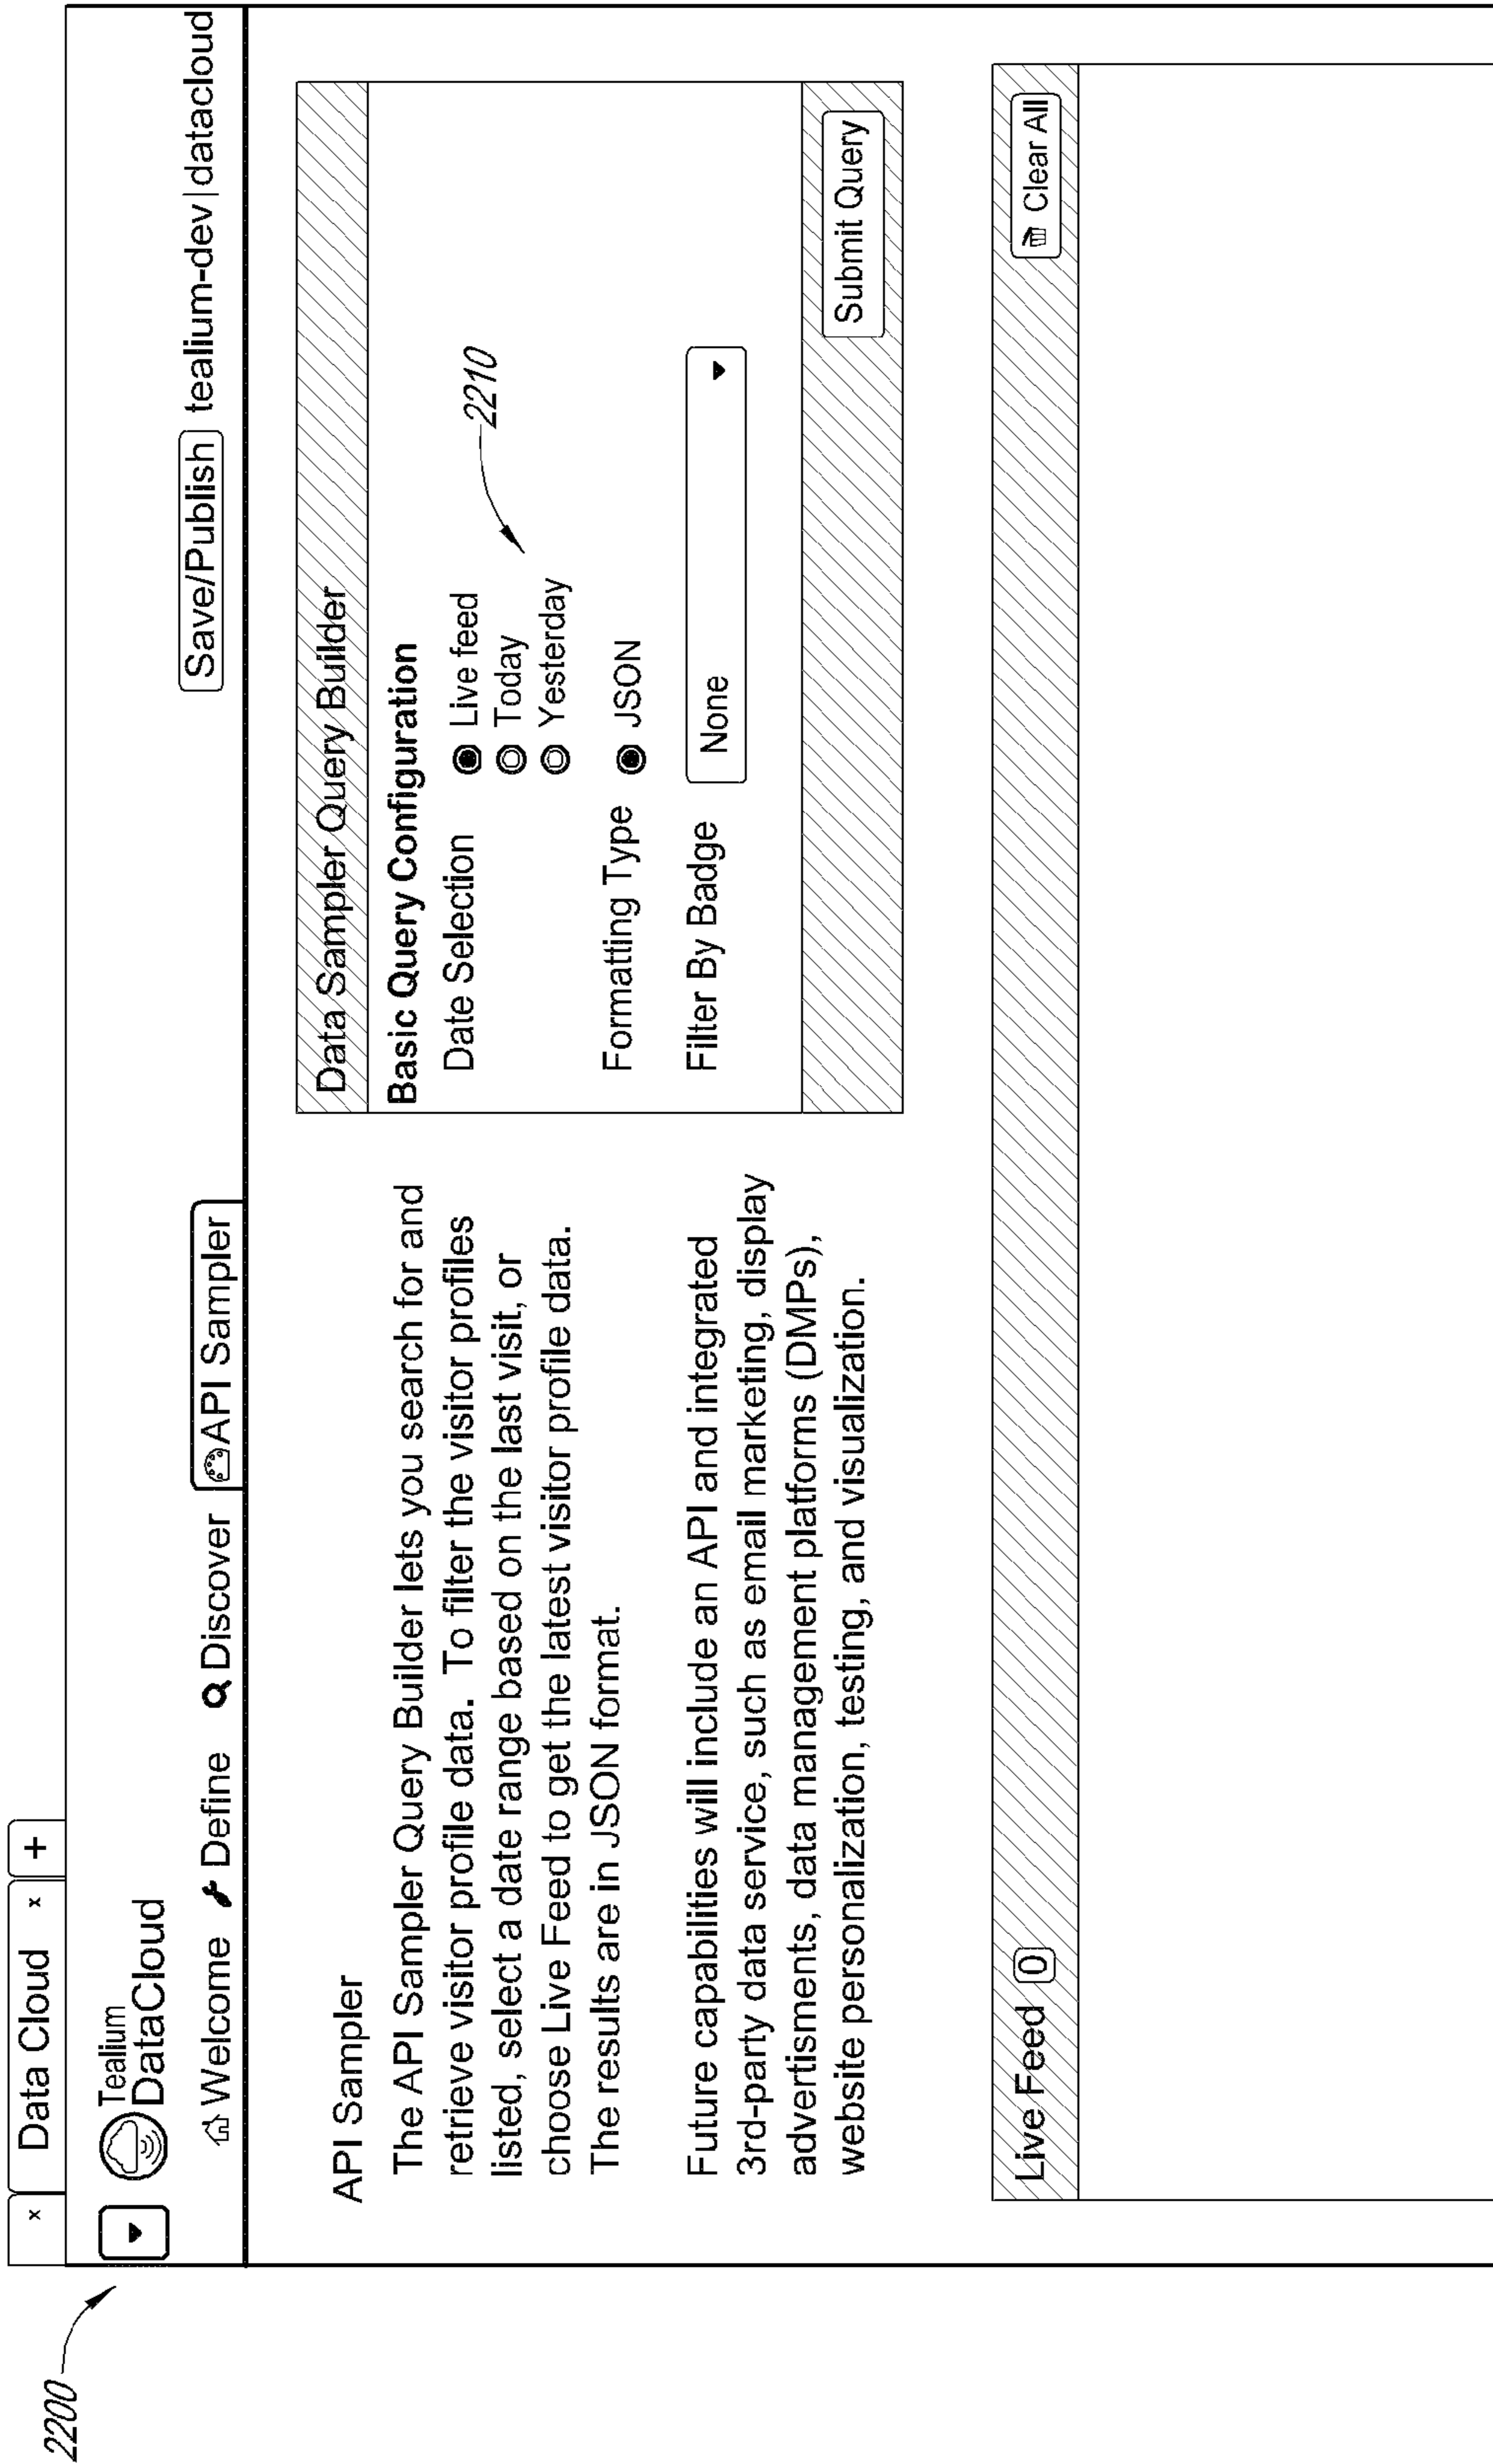 2200
x Data Cloud x +
Tealium
DataCloud
Welcome Define Discover API Sampler Save/Publish tealium-dev|datacloud
API Sampler
The API Sampler Query Builder lets you search for and
retrieve visitor profile data. To filter the visitor profiles
listed, select a date range based on the last visit, or
choose Live Feed to get the latest visitor profile data.
The results are in JSON format.
Future capabilities will include an API and integrated
3rd-party data service, such as email marketing, display
advertisments, data management platforms (DMPs),
website personalization, testing, and visualization.
Data Sampler Query Builder
Basic Query Configuration
Date Selection Live feed
Today
Yesterday
2210
Formatting Type JSON
Filter By Badge None
Submit Query
Live Feed 0 Clear All